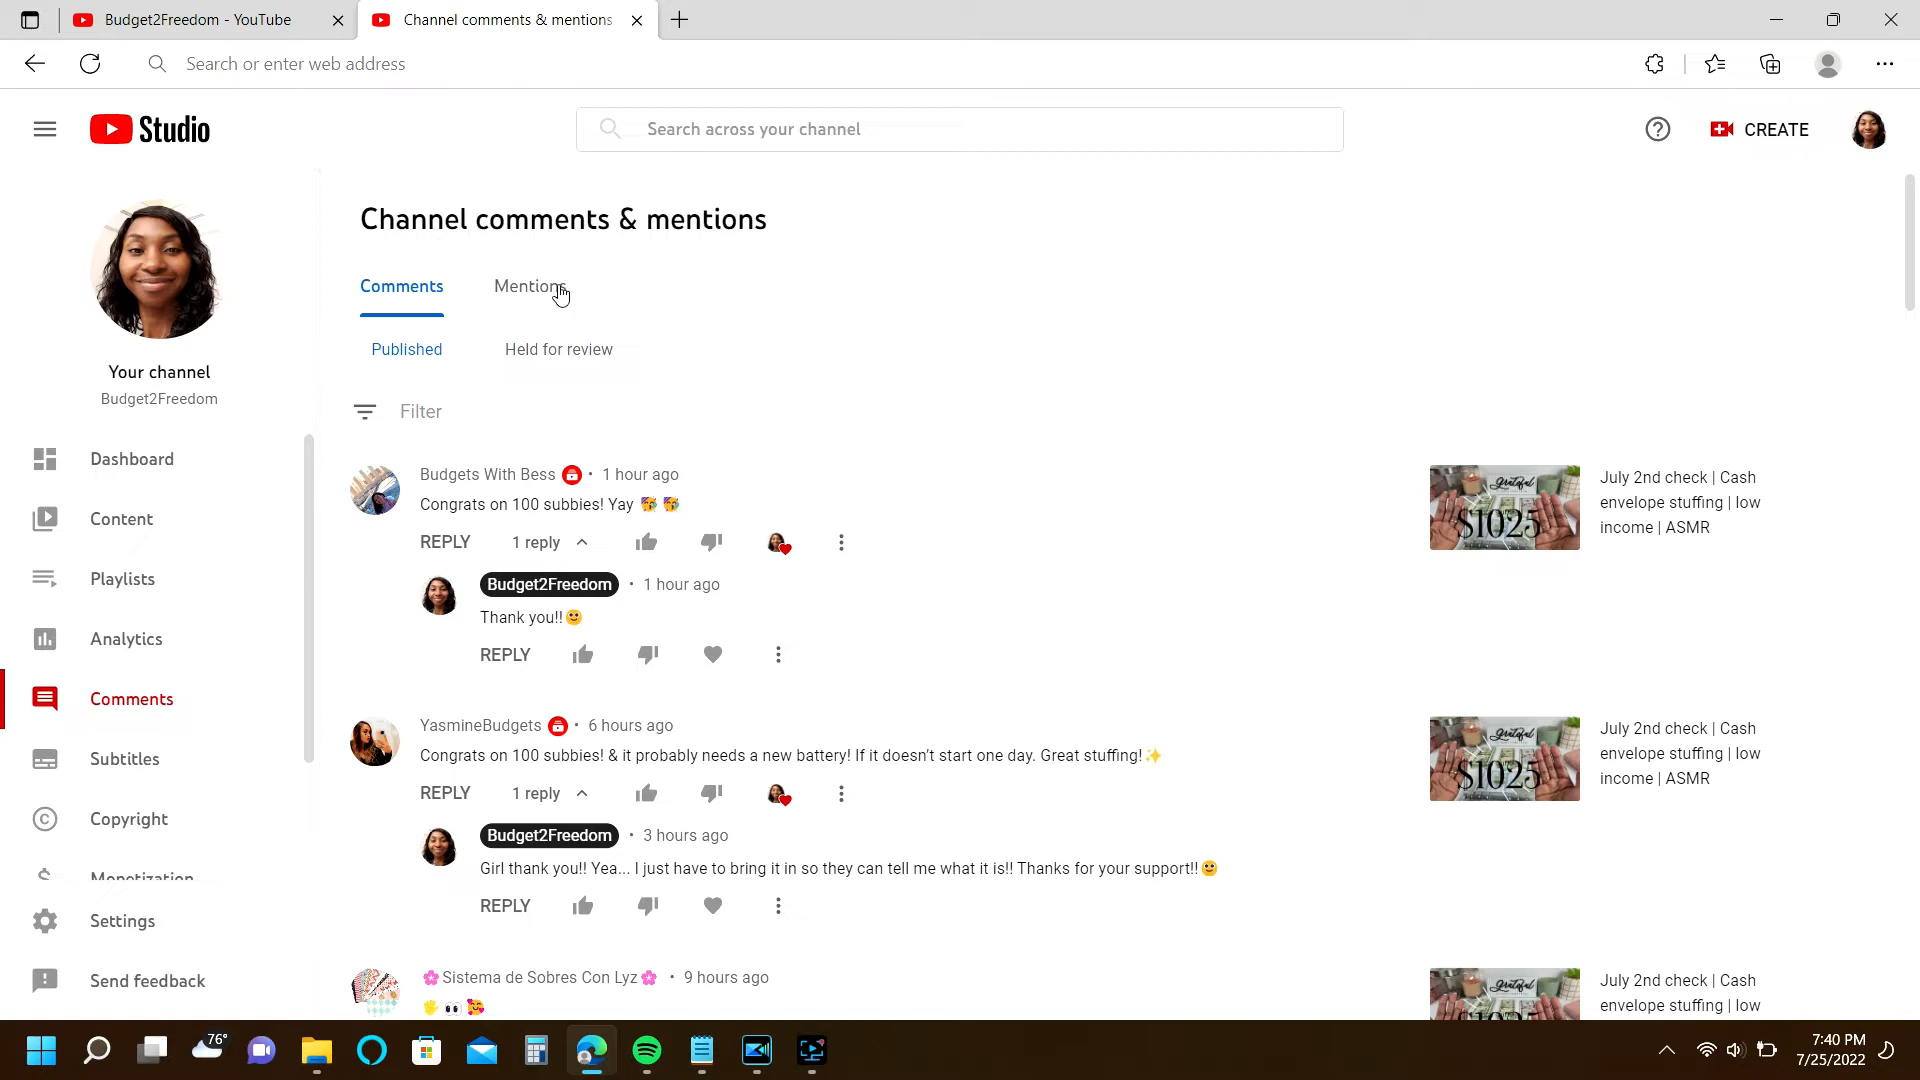 Budget2Freedom - YouTube
Channel comments & mentions
Search or enter web address
Studio
Search across your channel
CREATE
Channel comments & mentions
Comments
Mentions
Published
Held for review
Filter
Your channel
Budget2Freedom
Dashboard
Content
Playlists
Analytics
Comments
Subtitles
Copyright
Monetization
Settings
Send feedback
Budgets With Bess • 1 hour ago
Congrats on 100 subbies! Yay 🥳 🥳
REPLY 1 reply
Budget2Freedom • 1 hour ago
Thank you!!🙂
REPLY
grateful
$1025
July 2nd check | Cash
envelope stuffing | low
income | ASMR
YasmineBudgets • 6 hours ago
Congrats on 100 subbies! & it probably needs a new battery! If it doesn’t start one day. Great stuffing!✨
REPLY 1 reply
Budget2Freedom • 3 hours ago
Girl thank you!! Yea... I just have to bring it in so they can tell me what it is!! Thanks for your support!!🙂
REPLY
grateful
$1025
July 2nd check | Cash
envelope stuffing | low
income | ASMR
🌸Sistema de Sobres Con Lyz🌸 • 9 hours ago
🖐️ 👀 🥰
grateful
$1025
July 2nd check | Cash
envelope stuffing | low
76°
7:40 PM
7/25/2022